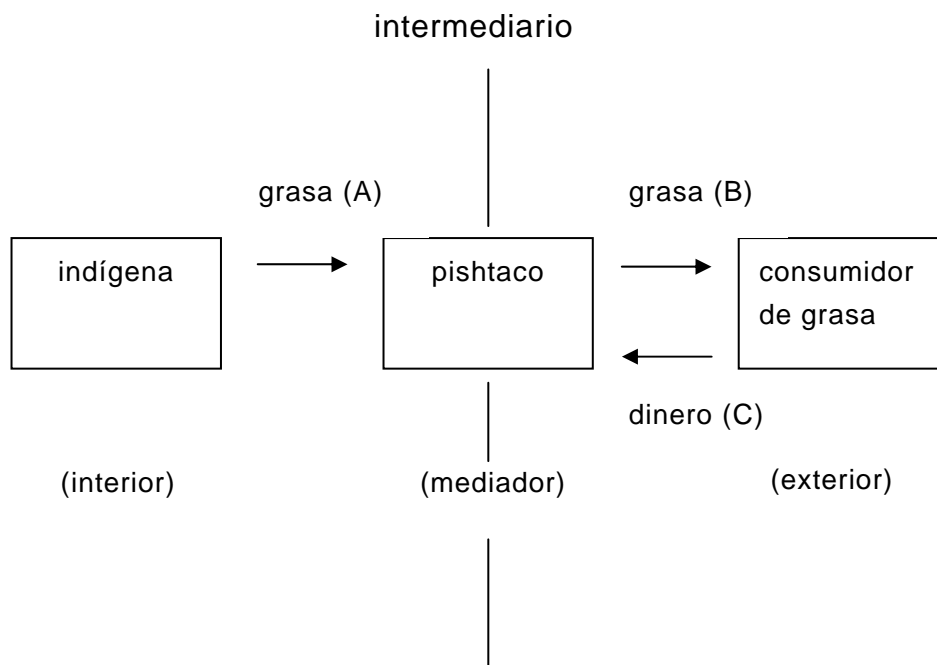 intermediario
grasa (A)
grasa (B)
indígena
pishtaco
consumidor
de grasa
dinero (C)
(interior)
(mediador)
(exterior)